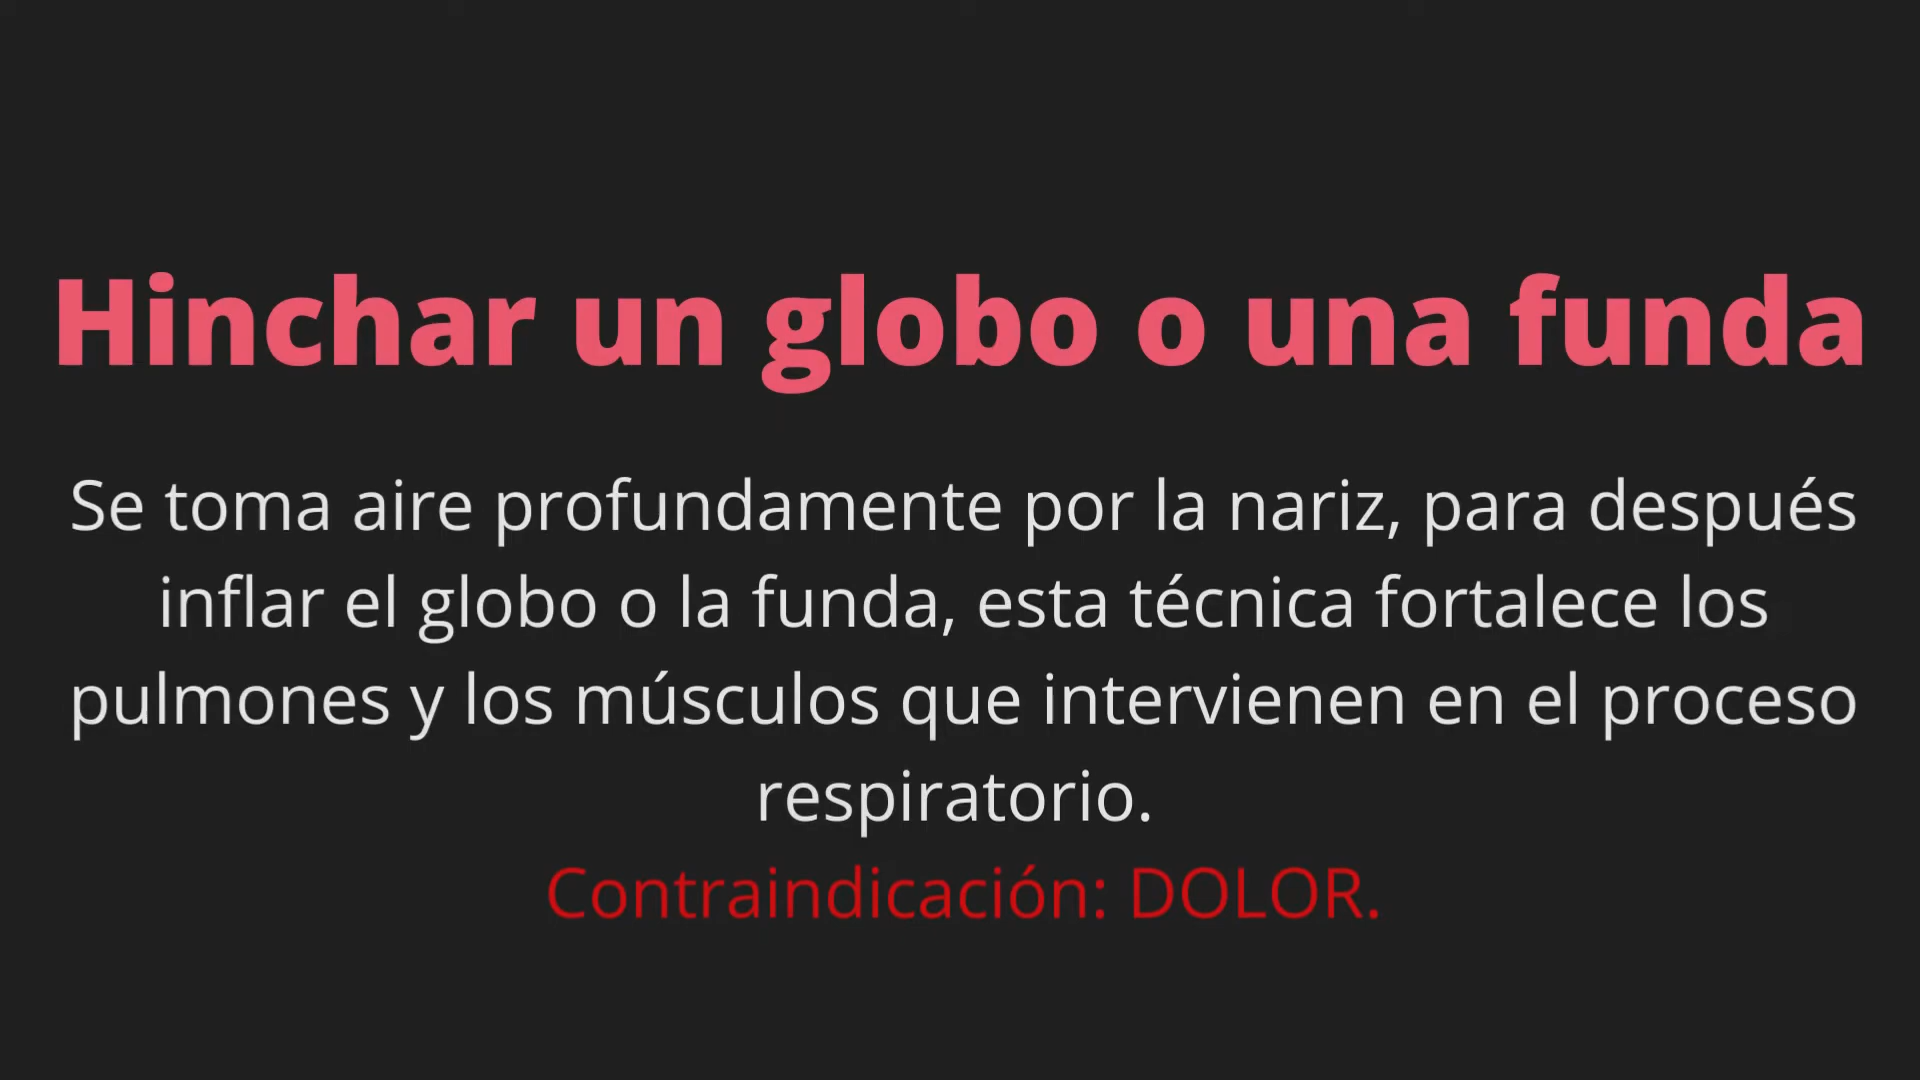 Hinchar un globo o una funda
Se toma aire profundamente por la nariz, para después
inflar el globo o la funda, esta técnica fortalece los
pulmones y los músculos que intervienen en el proceso
respiratorio.
Contraindicación: DOLOR.